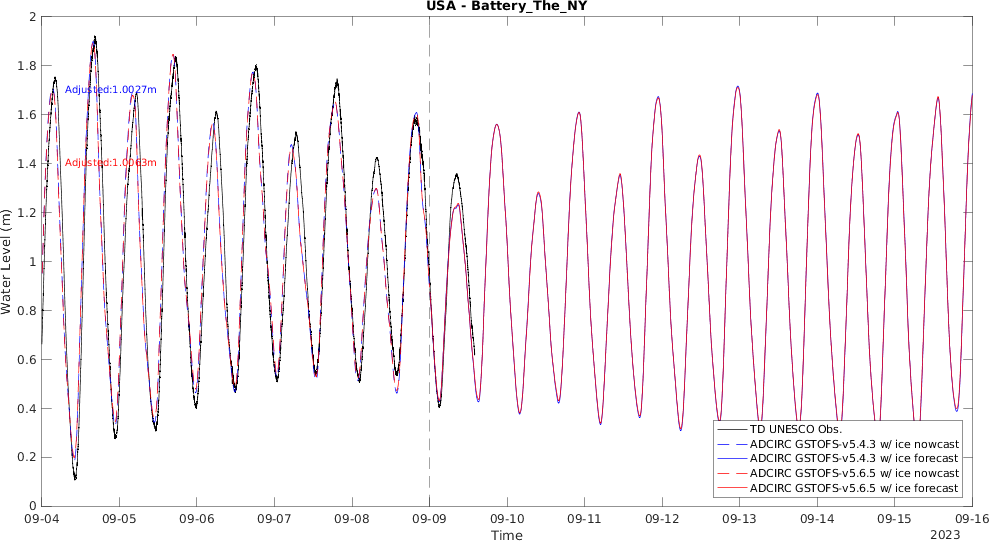 USA - Battery_The_NY
2
1.8
1.6
1.4
1.2
1
0.8
0.6
0.4
0.2
0
Water Level (m)
Adjusted:1.0027m
Adjusted:1.0063m
TD UNESCO Obs.
ADCIRC GSTOFS-v5.4.3 w/ ice nowcast
ADCIRC GSTOFS-v5.4.3 w/ ice forecast
ADCIRC GSTOFS-v5.6.5 w/ ice nowcast
ADCIRC GSTOFS-v5.6.5 w/ ice forecast
09-04 09-05 09-06 09-07 09-08 09-09 09-10 09-11 09-12 09-13 09-14 09-15 09-16
Time
2023